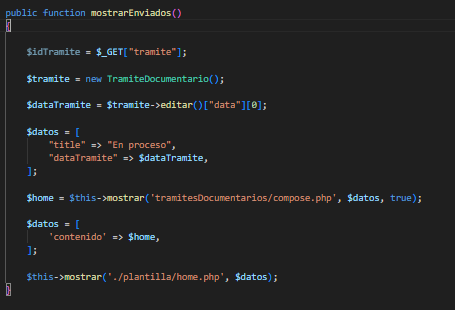 public function mostrarEnviados()
{
$idTramite = $_GET["tramite"];
$tramite = new TramiteDocumentario();
$dataTramite = $tramite->editar()["data"][0];
$datos = [
"title" => "En proceso",
"dataTramite" => $dataTramite,
];
$home = $this->mostrar('tramitesDocumentarios/compose.php', $datos, true);
$datos = [
'contenido' => $home,
];
$this->mostrar('./plantilla/home.php', $datos);
}